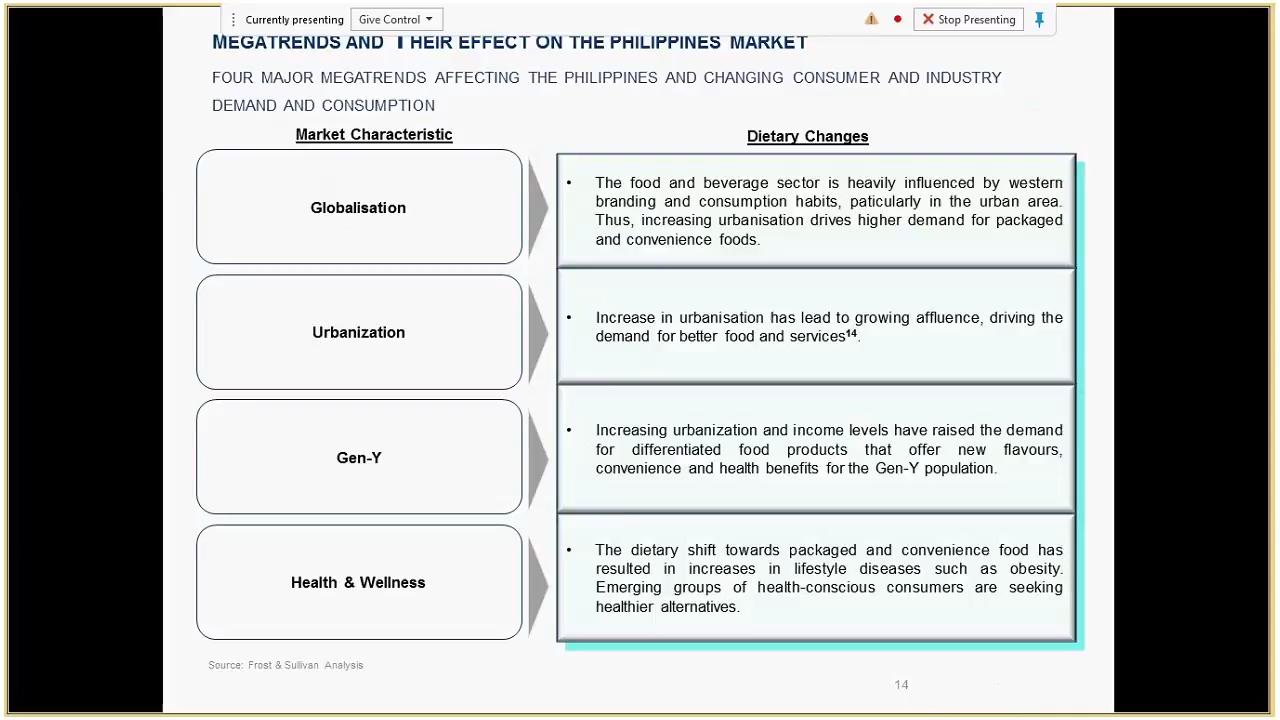 Currently presenting Give Control Stop Presenting
MEGATRENDS AND THEIR EFFECT ON THE PHILIPPINES MARKET
FOUR MAJOR MEGATRENDS AFFECTING THE PHILIPPINES AND CHANGING CONSUMER AND INDUSTRY
DEMAND AND CONSUMPTION
Market Characteristic
Dietary Changes
Globalisation
• The food and beverage sector is heavily influenced by western
branding and consumption habits, paticularly in the urban area.
Thus, increasing urbanisation drives higher demand for packaged
and convenience foods.
Urbanization
• Increase in urbanisation has lead to growing affluence, driving the
demand for better food and services¹⁴.
Gen-Y
• Increasing urbanization and income levels have raised the demand
for differentiated food products that offer new flavours,
convenience and health benefits for the Gen-Y population.
Health & Wellness
• The dietary shift towards packaged and convenience food has
resulted in increases in lifestyle diseases such as obesity.
Emerging groups of health-conscious consumers are seeking
healthier alternatives.
Source: Frost & Sullivan Analysis
14